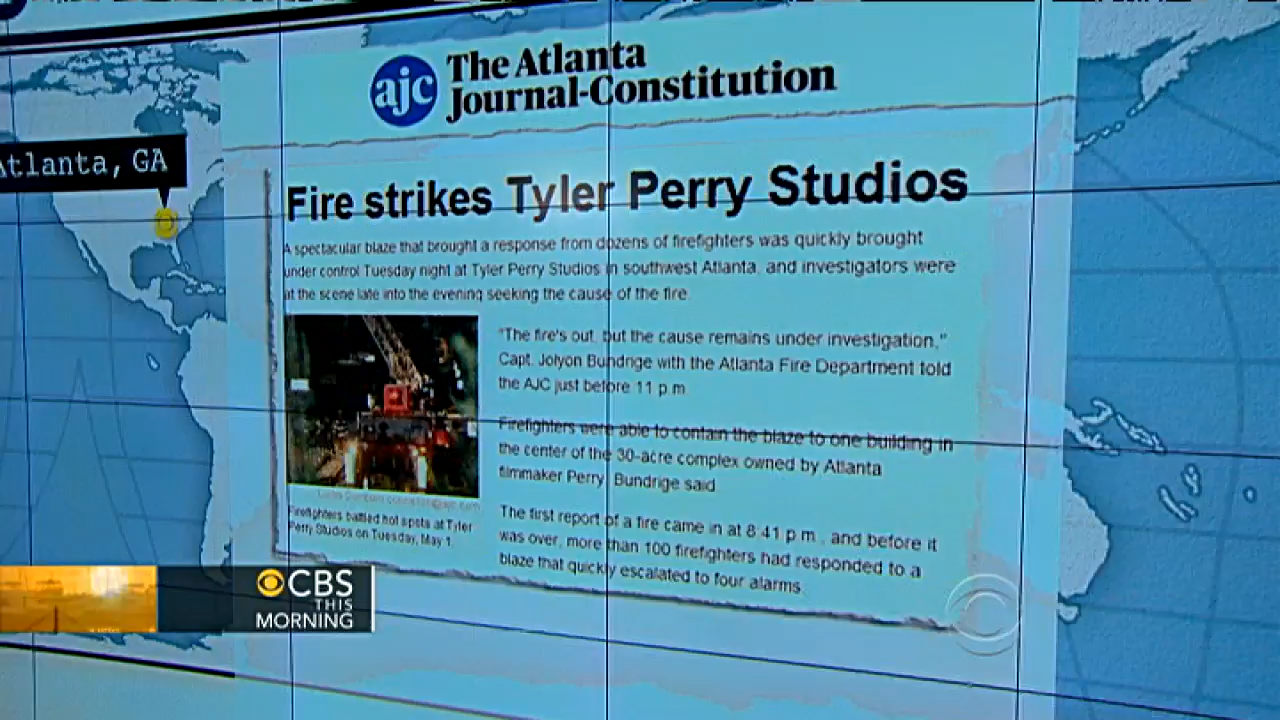 ajc The Atlanta
Journal-Constitution
Atlanta, GA
Fire strikes Tyler Perry Studios
A spectacular blaze that brought a response from dozens of firefighters was quickly brought
under control Tuesday night at Tyler Perry Studios in southwest Atlanta, and investigators were
at the scene late into the evening seeking the cause of the fire.
"The fire's out, but the cause remains under investigation,"
Capt. Jolyon Bundrige with the Atlanta Fire Department told
the AJC just before 11 p.m.
Firefighters were able to contain the blaze to one building in
the center of the 30-acre complex owned by Atlanta
filmmaker Perry, Bundrige said.
The first report of a fire came in at 8:41 p.m., and before it
was over, more than 100 firefighters had responded to a
blaze that quickly escalated to four alarms.
Firefighters battled hot spots at Tyler
Perry Studios on Tuesday, May 1.
CBS
THIS
MORNING